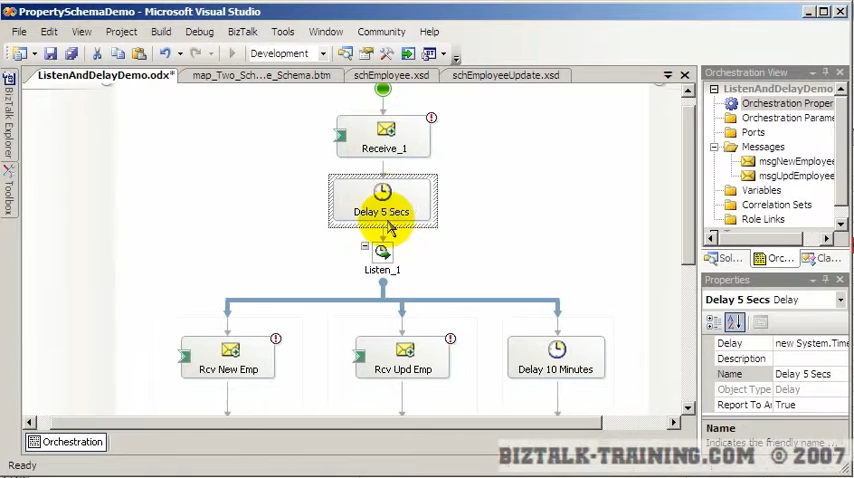 PropertySchemaDemo - Microsoft Visual Studio
File Edit View Project Build Debug BizTalk Tools Window Community Help
Development
ListenAndDelayDemo.odx* map_Two_Sch...e_Schema.btm schEmployee.xsd schEmployeeUpdate.xsd
BizTalk Explorer
Toolbox
Receive_1
Delay 5 Secs
Listen_1
Rcv New Emp
Rcv Upd Emp
Delay 10 Minutes
Orchestration
Ready
Orchestration View
ListenAndDelayDemo.o
Orchestration Proper
Orchestration Parame
Ports
Messages
msgNewEmployee
msgUpdEmployee
Variables
Correlation Sets
Role Links
Sol... Orc... Cla...
Properties
Delay 5 Secs Delay
Delay new System.Time
Description
Name Delay 5 Secs
Object Type Delay
Report To A True
Name
Indicates the friendly name ...
BIZTALK-TRAINING.COM © 2007